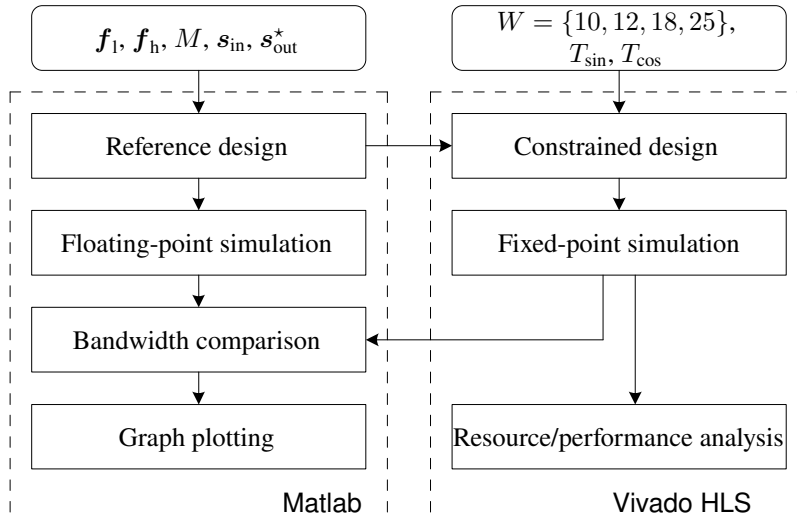 f_l, f_h, M, s_in, s*_out
W = {10, 12, 18, 25},
T_sin, T_cos
Reference design
Constrained design
Floating-point simulation
Fixed-point simulation
Bandwidth comparison
Graph plotting
Resource/performance analysis
Matlab
Vivado HLS